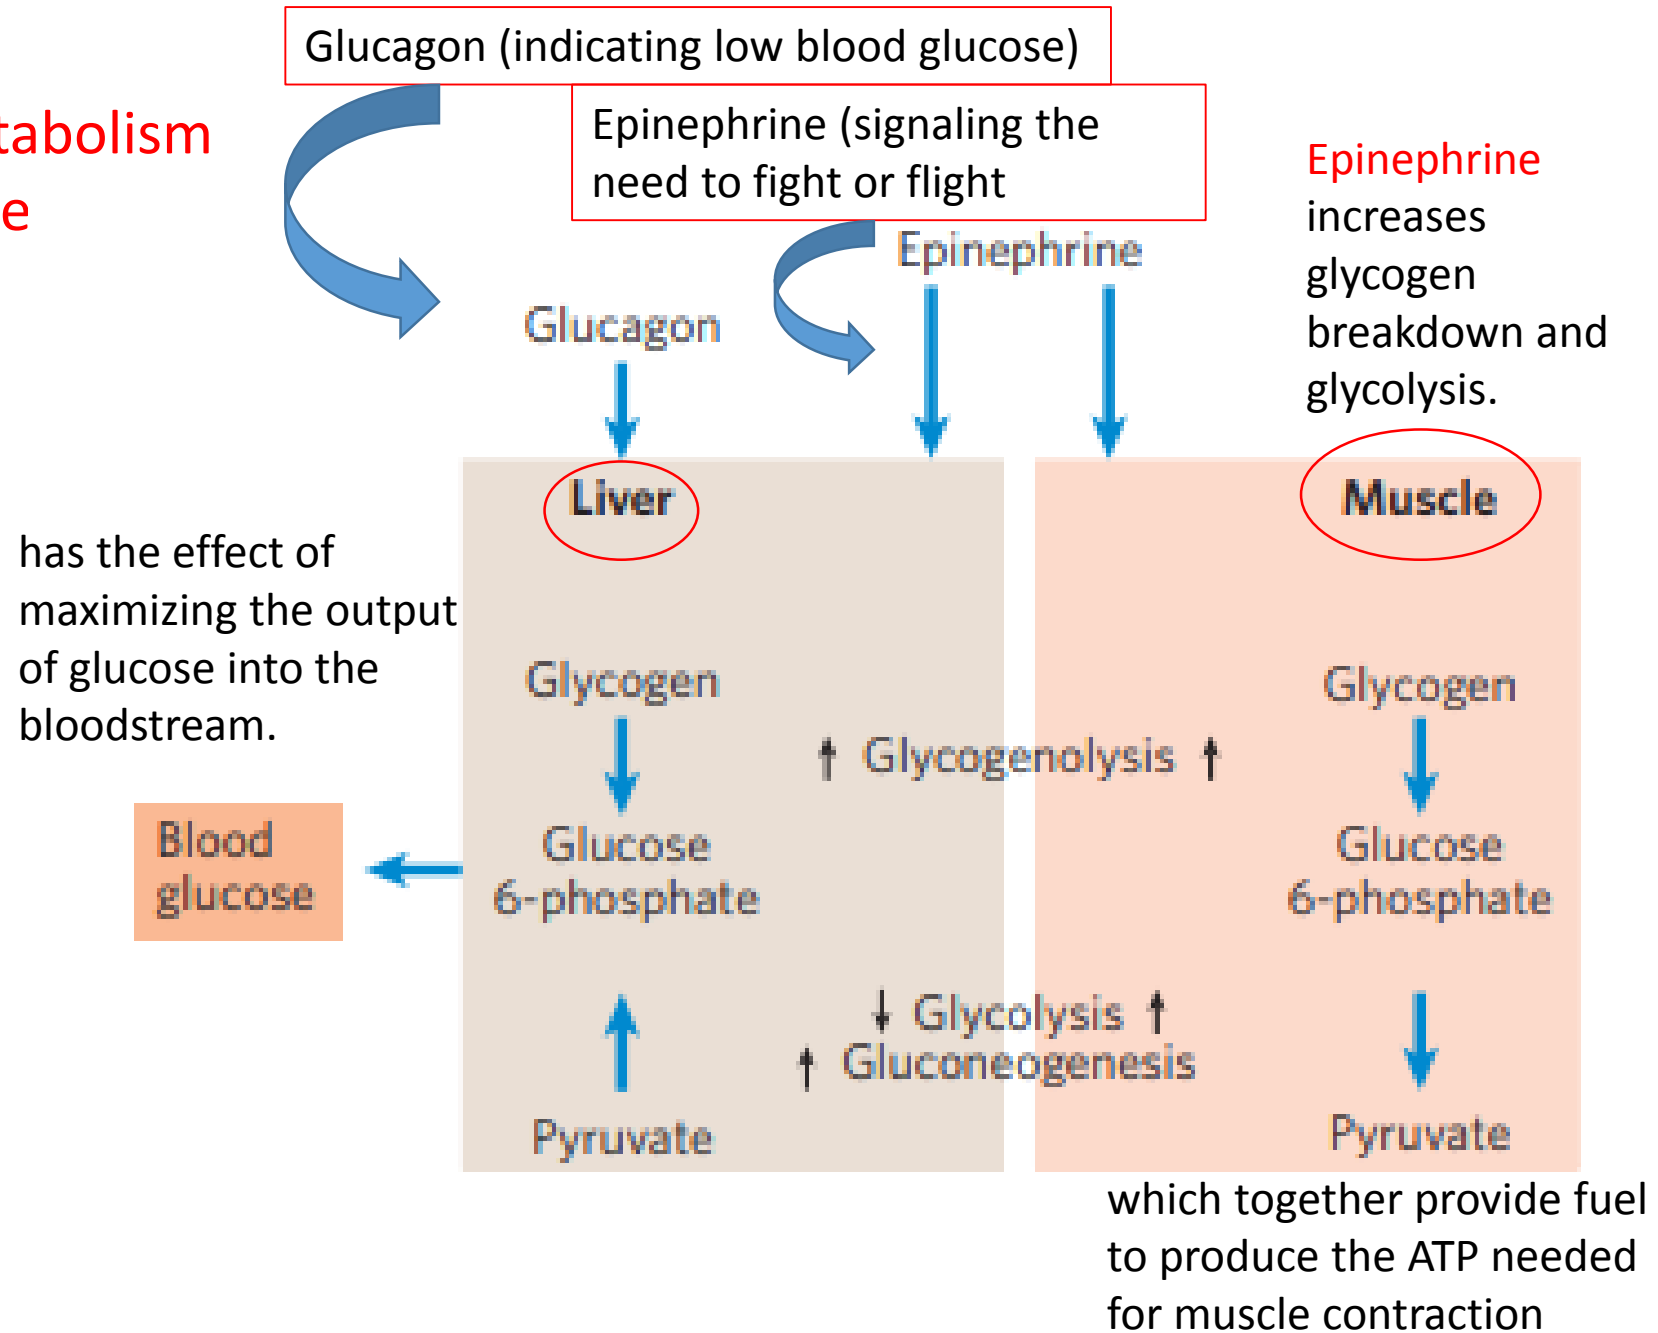 Glucagon (indicating low blood glucose)
tabolism
e
Epinephrine (signaling the
need to fight or flight
Epinephrine
increases
glycogen
breakdown and
glycolysis.
Epinephrine
Glucagon
Liver
Muscle
has the effect of
maximizing the output
of glucose into the
bloodstream.
Glycogen
Glycogen
↑ Glycogenolysis ↑
Blood
glucose
Glucose
6-phosphate
Glucose
6-phosphate
↓ Glycolysis ↑
↑ Gluconeogenesis
Pyruvate
Pyruvate
which together provide fuel
to produce the ATP needed
for muscle contraction